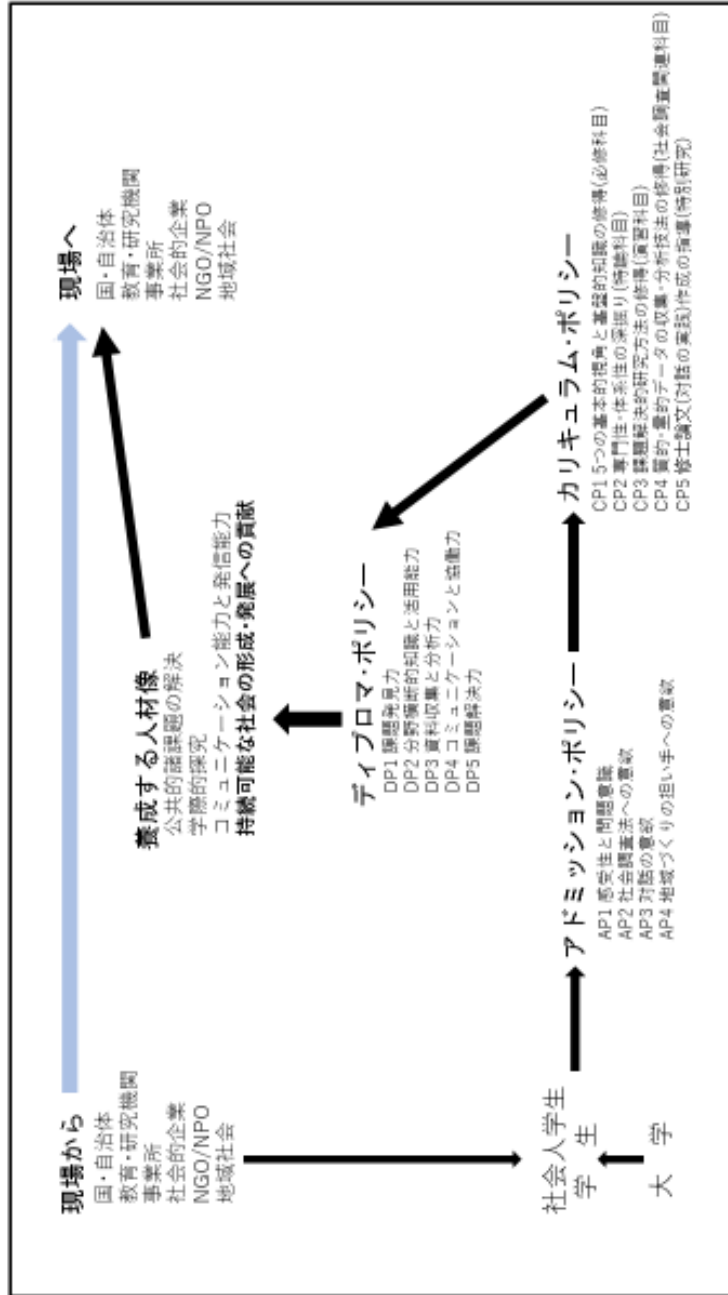 現場から
国・自治体
教育・研究機関
事業所
社会的企業
NGO/NPO
地域社会
現場へ
国・自治体
教育・研究機関
事業所
社会的企業
NGO/NPO
地域社会
養成する人材像
公共的諸課題の解決
学際的探究
コミュニケーション能力と発信能力
持続可能な社会の形成・発展への貢献
ディプロマ・ポリシー
DP1 課題発見力
DP2 分野横断的知識と活用能力
DP3 資料収集と分析力
DP4 コミュニケーションと協働力
DP5 課題解決力
社会人学生
学 生
大 学
アドミッション・ポリシー
AP1 感受性と問題意識
AP2 社会調査法への意欲
AP3 対話の意欲
AP4 地域づくりの担い手への意欲
カリキュラム・ポリシー
CP1 5つの基本的視角と基盤的知識の修得(必修科目)
CP2 専門性・体系性の深掘り(特論科目)
CP3 課題解決的研究方法の修得(演習科目)
CP4 質的・量的データの収集・分析技法の修得(社会調査関連科目)
CP5 修士論文(対話の実践)作成の指導(特別研究)